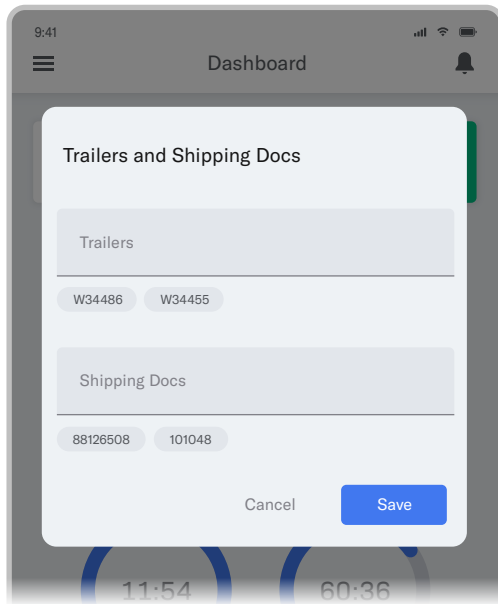 9:41
Dashboard
Trailers and Shipping Docs
Trailers
W34486 W34455
Shipping Docs
88126508 101048
Cancel Save
11:54 60:36